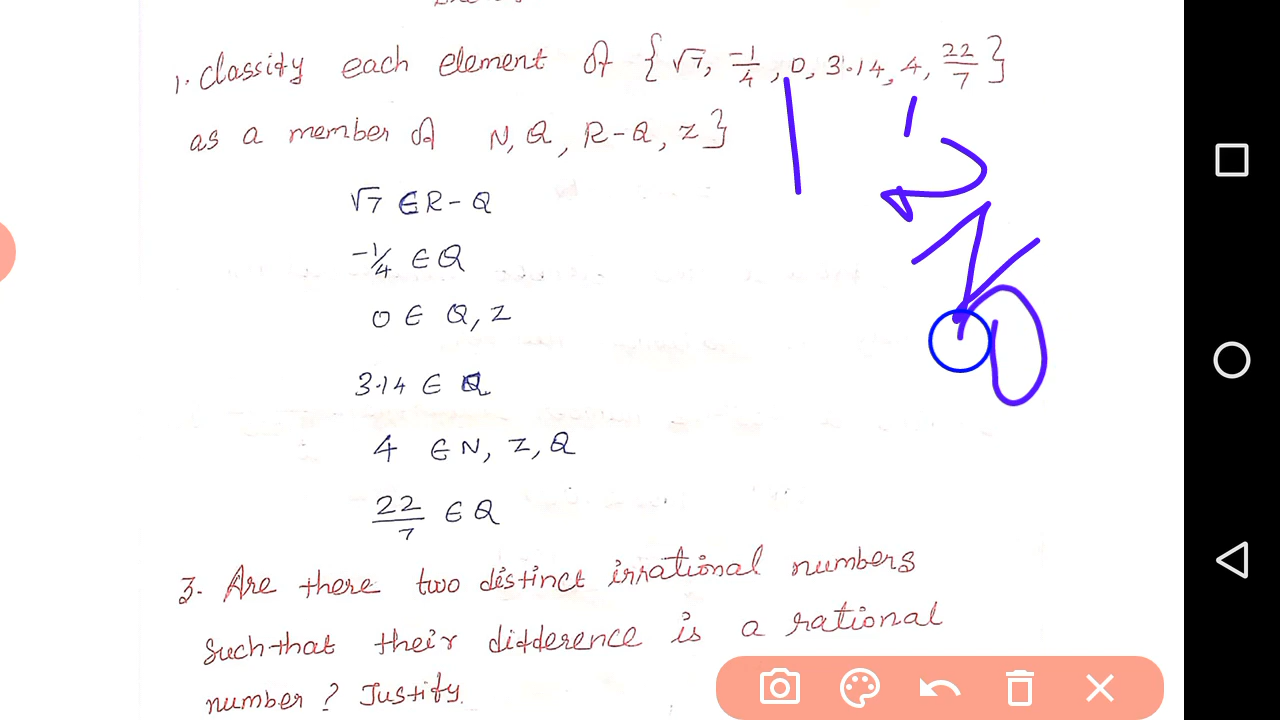 1. Classify each element of {√7, -1/4, 0, 3.14, 4, 22/7}
as a member of N, Q, R-Q, Z}
√7 ∈ R-Q
-1/4 ∈ Q
0 ∈ Q, Z
3.14 ∈ Q
4 ∈ N, Z, Q
22/7 ∈ Q
3. Are there two distinct irrational numbers
such that their difference is a rational
number? Justify.